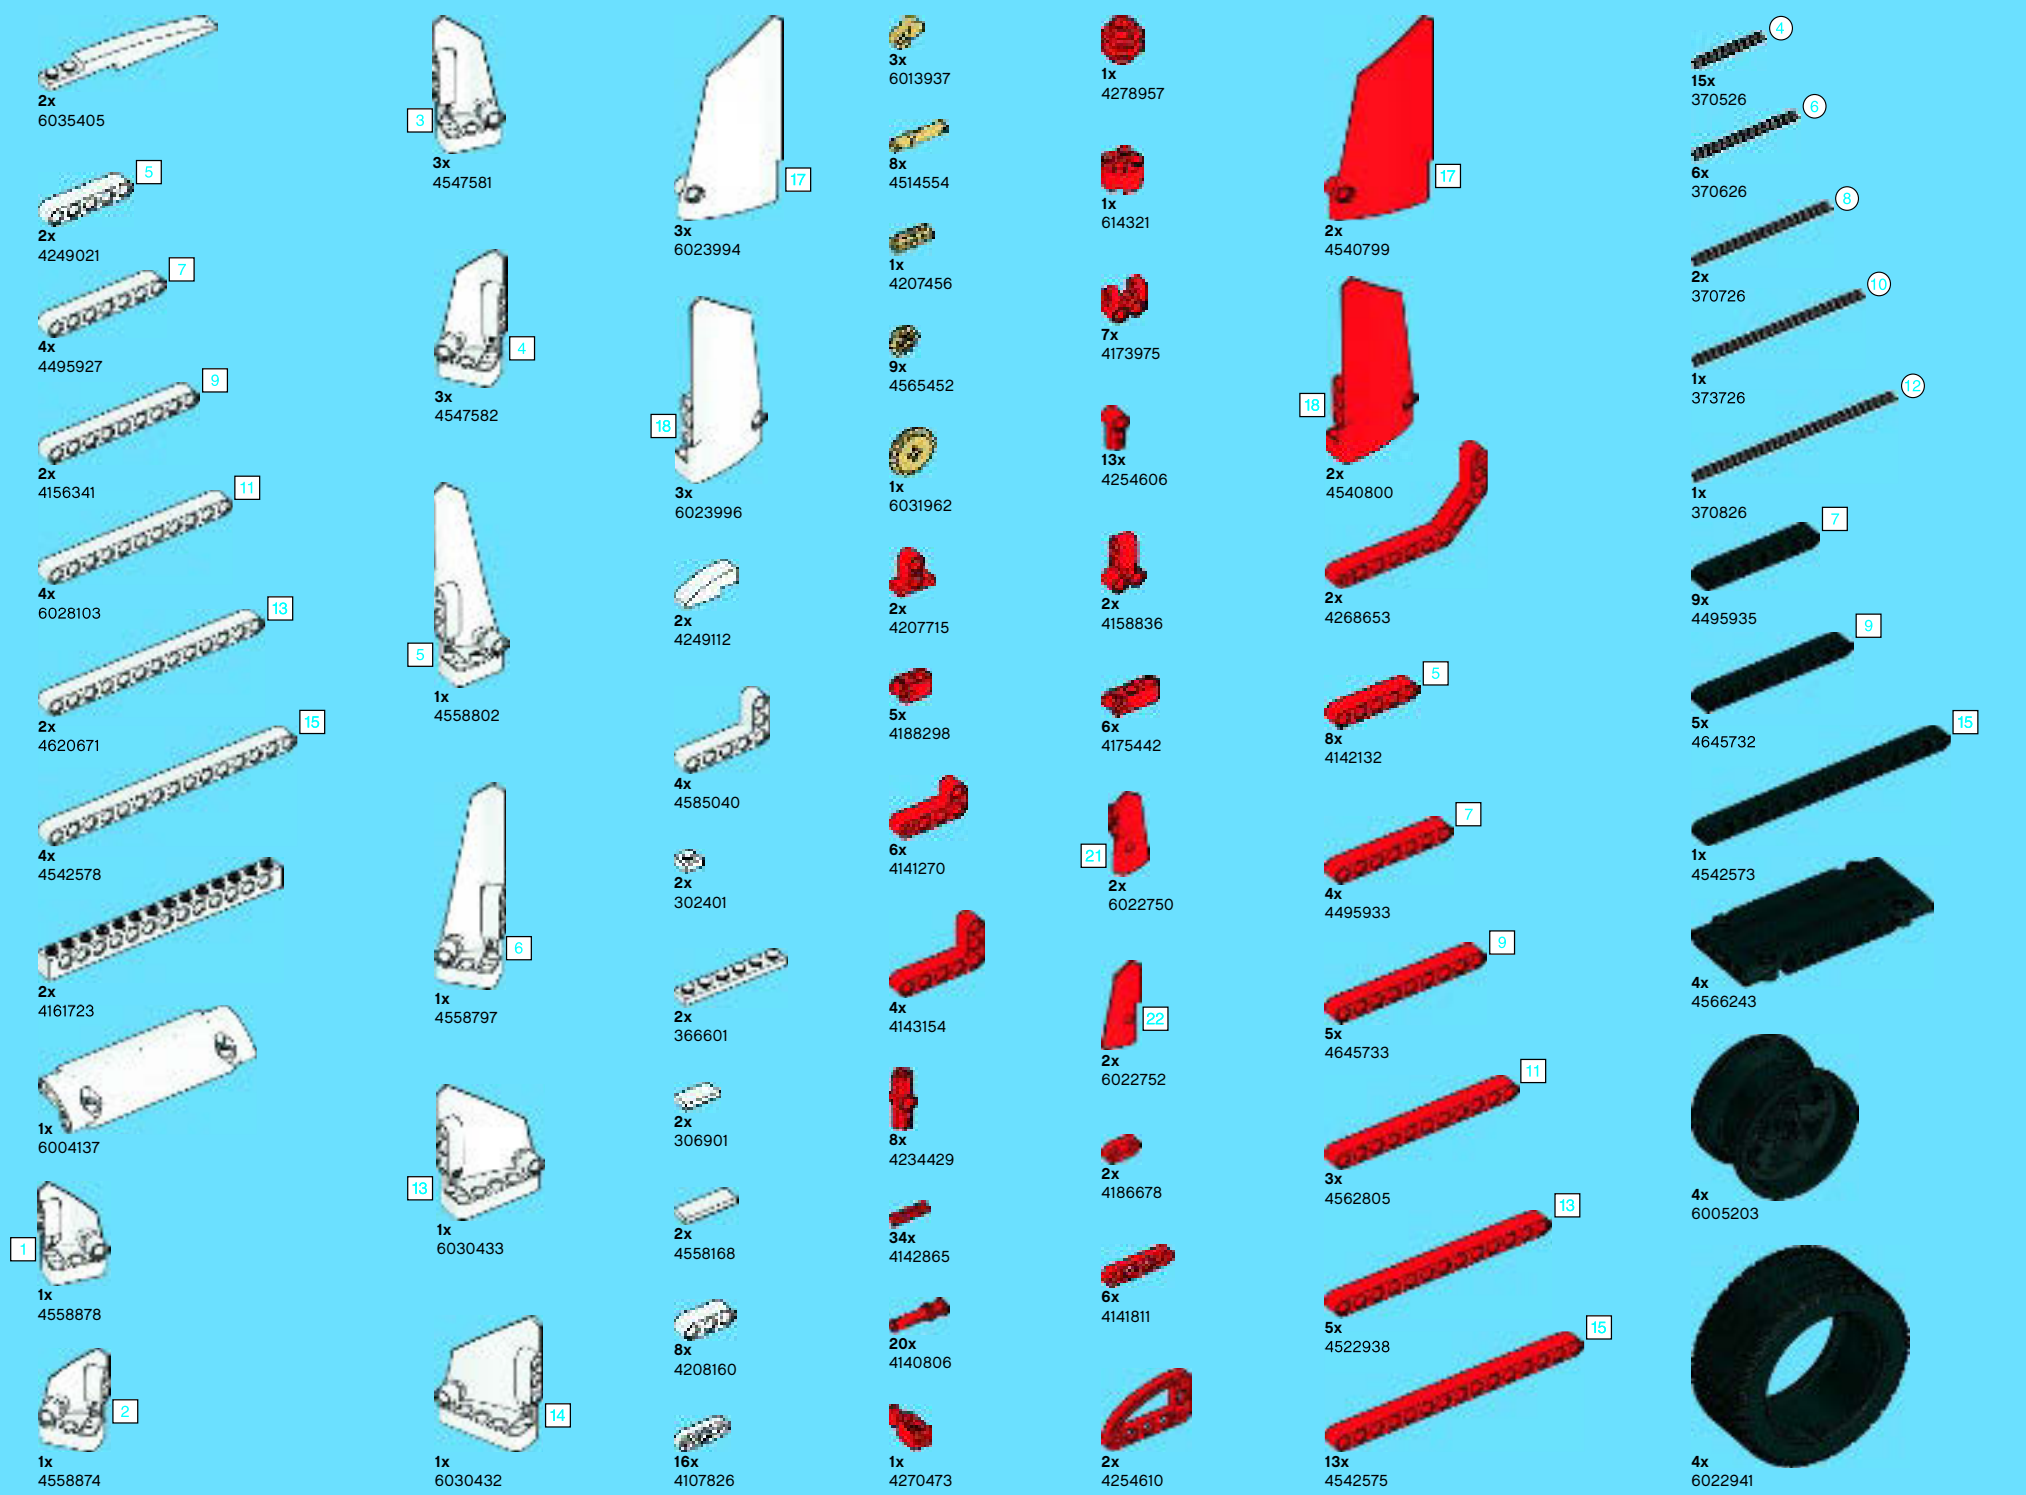 2x
6035405
5
2x
4249021
7
4x
4495927
9
2x
4156341
11
4x
6028103
13
2x
4620671
15
4x
4542578
2x
4161723
1x
6004137
1
1x
4558878
2
1x
4558874
3
3x
4547581
4
3x
4547582
5
1x
4558802
6
1x
4558797
13
1x
6030433
14
1x
6030432
17
3x
6023994
18
3x
6023996
2x
4249112
4x
4585040
2x
302401
2x
366601
2x
306901
2x
4558168
8x
4208160
16x
4107826
3x
6013937
8x
4514554
1x
4207456
9x
4565452
1x
6031962
2x
4207715
5x
4188298
6x
4141270
4x
4143154
8x
4234429
34x
4142865
20x
4140806
1x
4270473
1x
4278957
1x
614321
7x
4173975
13x
4254606
2x
4158836
6x
4175442
21
2x
6022750
22
2x
6022752
2x
4186678
6x
4141811
2x
4254610
17
2x
4540799
18
2x
4540800
2x
4268653
5
8x
4142132
7
4x
4495933
9
5x
4645733
11
3x
4562805
13
5x
4522938
15
13x
4542575
4
15x
370526
6
6x
370626
8
2x
370726
10
1x
373726
12
1x
370826
7
9x
4495935
9
5x
4645732
15
1x
4542573
4x
4566243
4x
6005203
4x
6022941